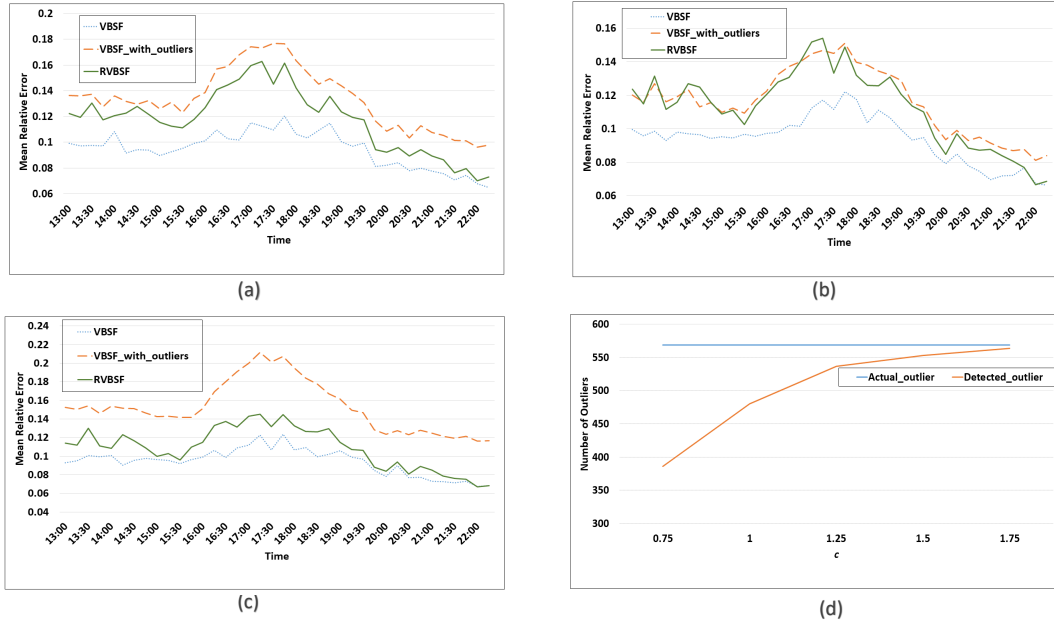 0.2
0.18
0.16
0.14
0.12
0.1
0.08
0.06
Mean Relative Error
VBSF
VBSF_with_outliers
RVBSF
13:00 13:30 14:00 14:30 15:00 15:30 16:00 16:30 17:00 17:30 18:00 18:30 19:00 19:30 20:00 20:30 21:00 21:30 22:00
Time
(a)
0.16
0.14
0.12
0.1
0.08
0.06
Mean Relative Error
VBSF
VBSF_with_outliers
RVBSF
13:00 13:30 14:00 14:30 15:00 15:30 16:00 16:30 17:00 17:30 18:00 18:30 19:00 19:30 20:00 20:30 21:00 21:30 22:00
Time
(b)
0.24
0.22
0.2
0.18
0.16
0.14
0.12
0.1
0.08
0.06
0.04
Mean Relative Error
VBSF
VBSF_with_outliers
RVBSF
13:00 13:30 14:00 14:30 15:00 15:30 16:00 16:30 17:00 17:30 18:00 18:30 19:00 19:30 20:00 20:30 21:00 21:30 22:00
Time
(c)
600
550
500
450
400
350
300
Number of Outliers
Actual_outlier Detected_outlier
0.75 1 1.25 1.5 1.75
c
(d)